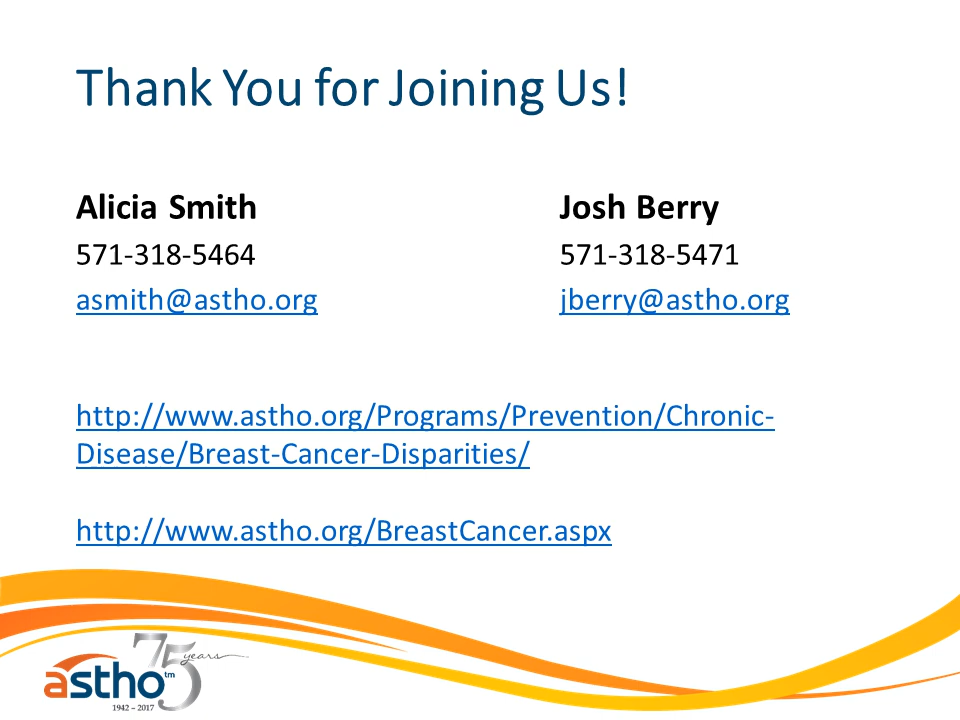 Thank You for Joining Us!
Alicia Smith
571-318-5464
asmith@astho.org
Josh Berry
571-318-5471
jberry@astho.org
http://www.astho.org/Programs/Prevention/Chronic-
Disease/Breast-Cancer-Disparities/
http://www.astho.org/BreastCancer.aspx
75 years
astho™
1942 – 2017